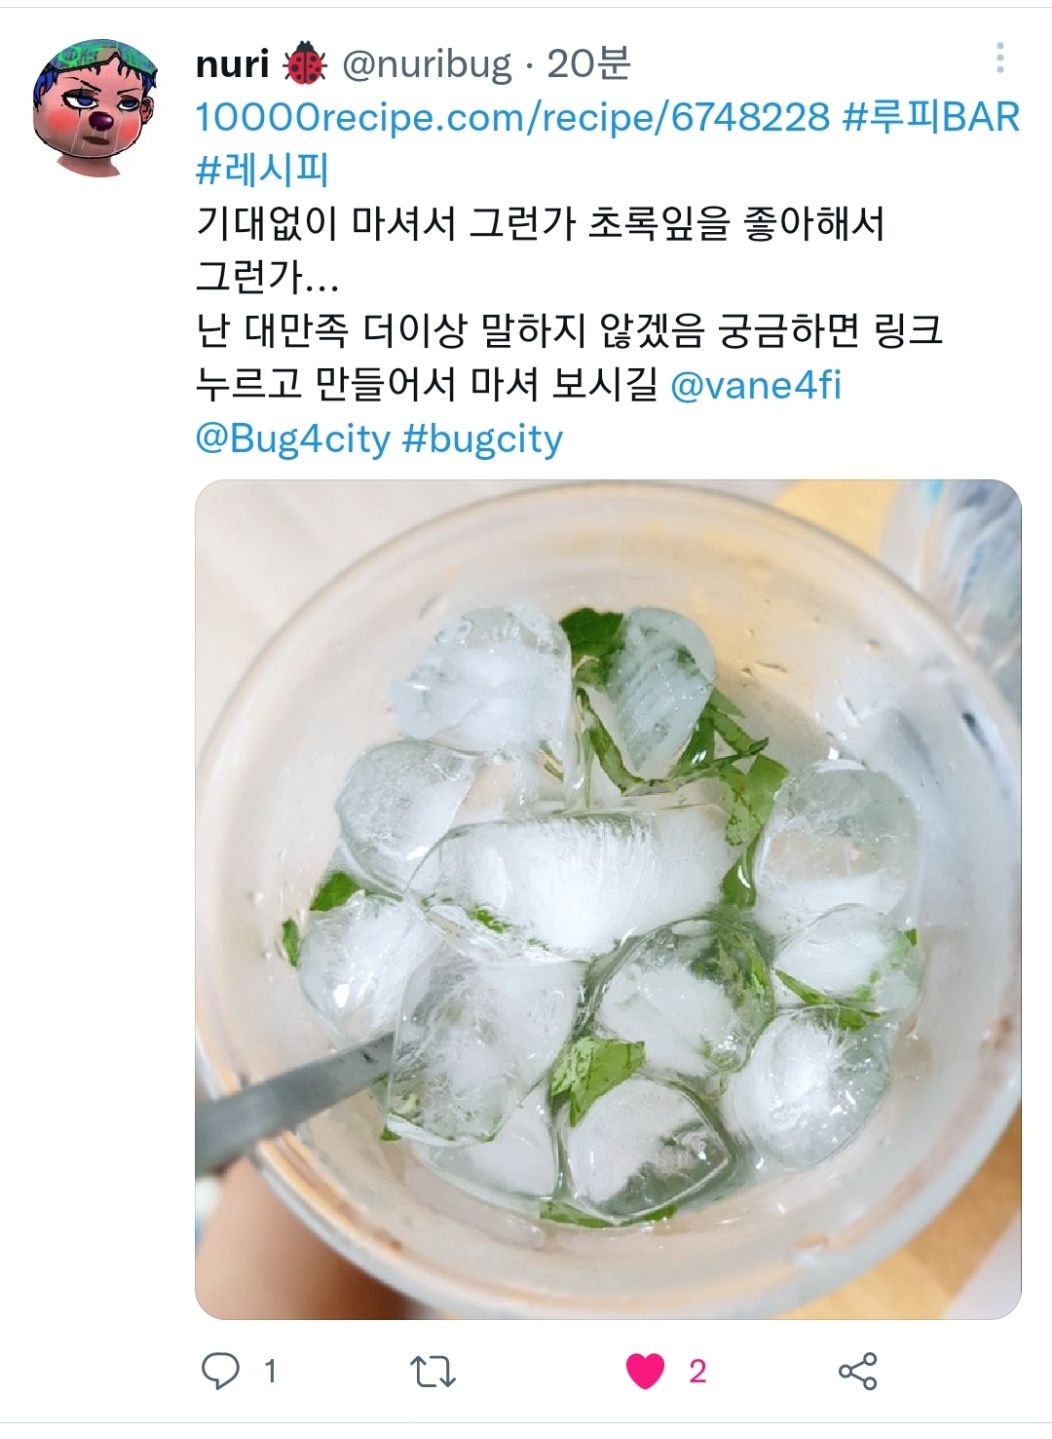 nuri 🐞 @nuribug · 20분
10000recipe.com/recipe/6748228 #루피BAR
#레시피
기대없이 마셔서 그런가 초록잎을 좋아해서
그런가...
난 대만족 더이상 말하지 않겠음 궁금하면 링크
누르고 만들어서 마셔 보시길 @vane4fi
@Bug4city #bugcity
1 2